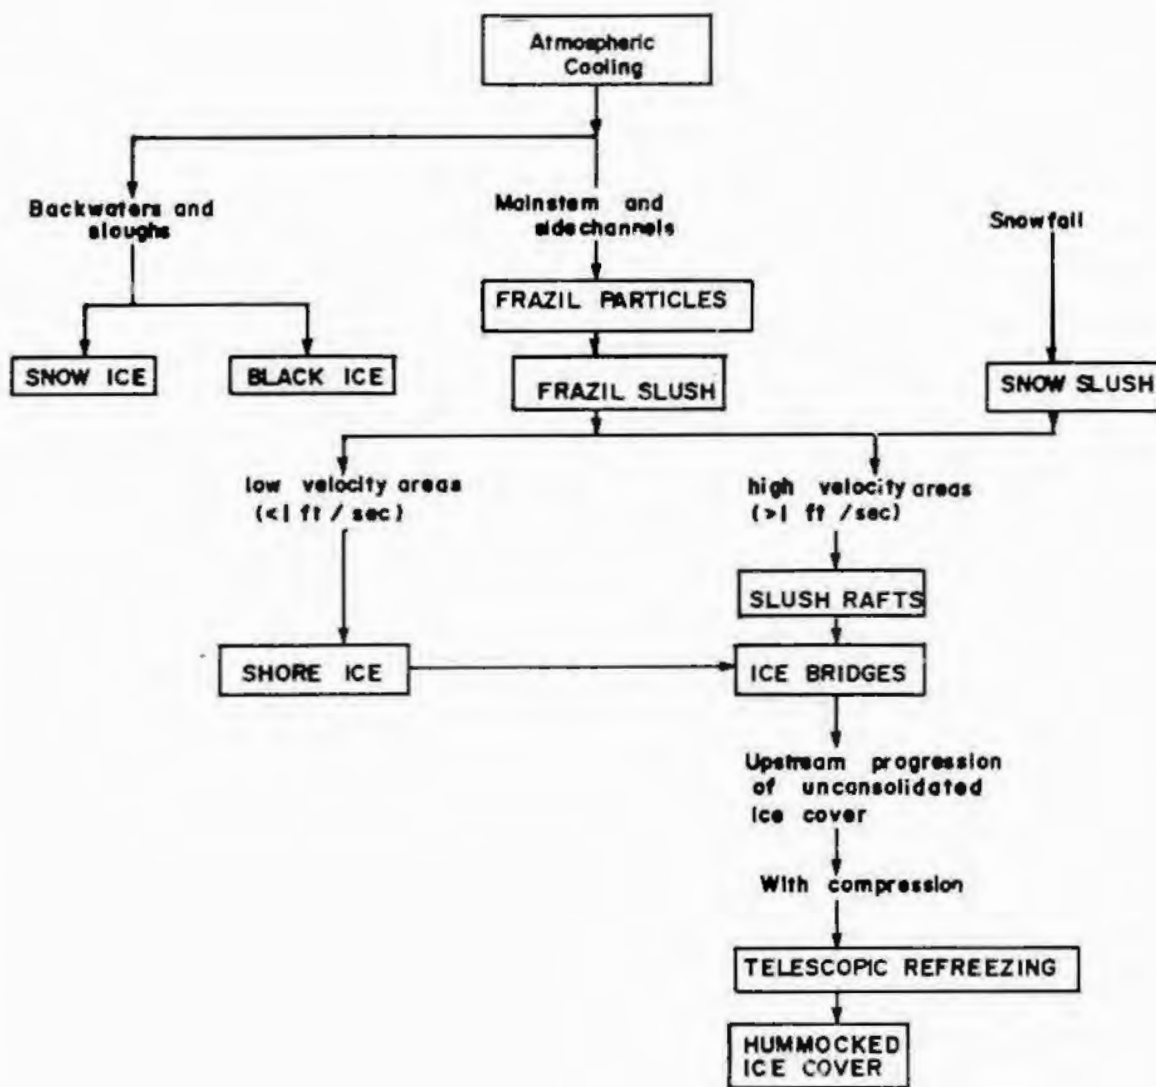 Atmospheric
Cooling
Backwaters and
sloughs
Mainstem and
sidechannels
Snowfall
FRAZIL PARTICLES
SNOW ICE
BLACK ICE
FRAZIL SLUSH
SNOW SLUSH
low velocity areas
(<1 ft / sec)
high velocity areas
(>1 ft /sec)
SLUSH RAFTS
SHORE ICE
ICE BRIDGES
Upstream progression
of unconsolidated
Ice cover
With compression
TELESCOPIC REFREEZING
HUMMOCKED
ICE COVER